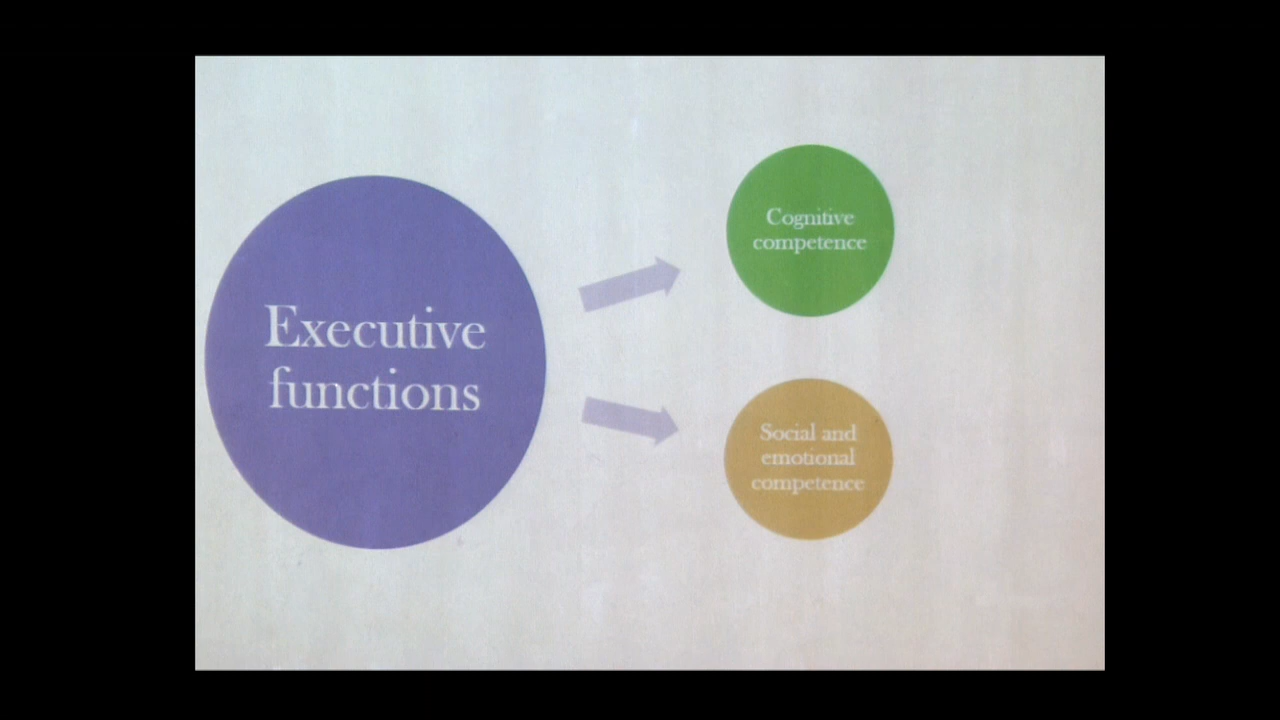 Executive
functions
Cognitive
competence
Social and
emotional
competence